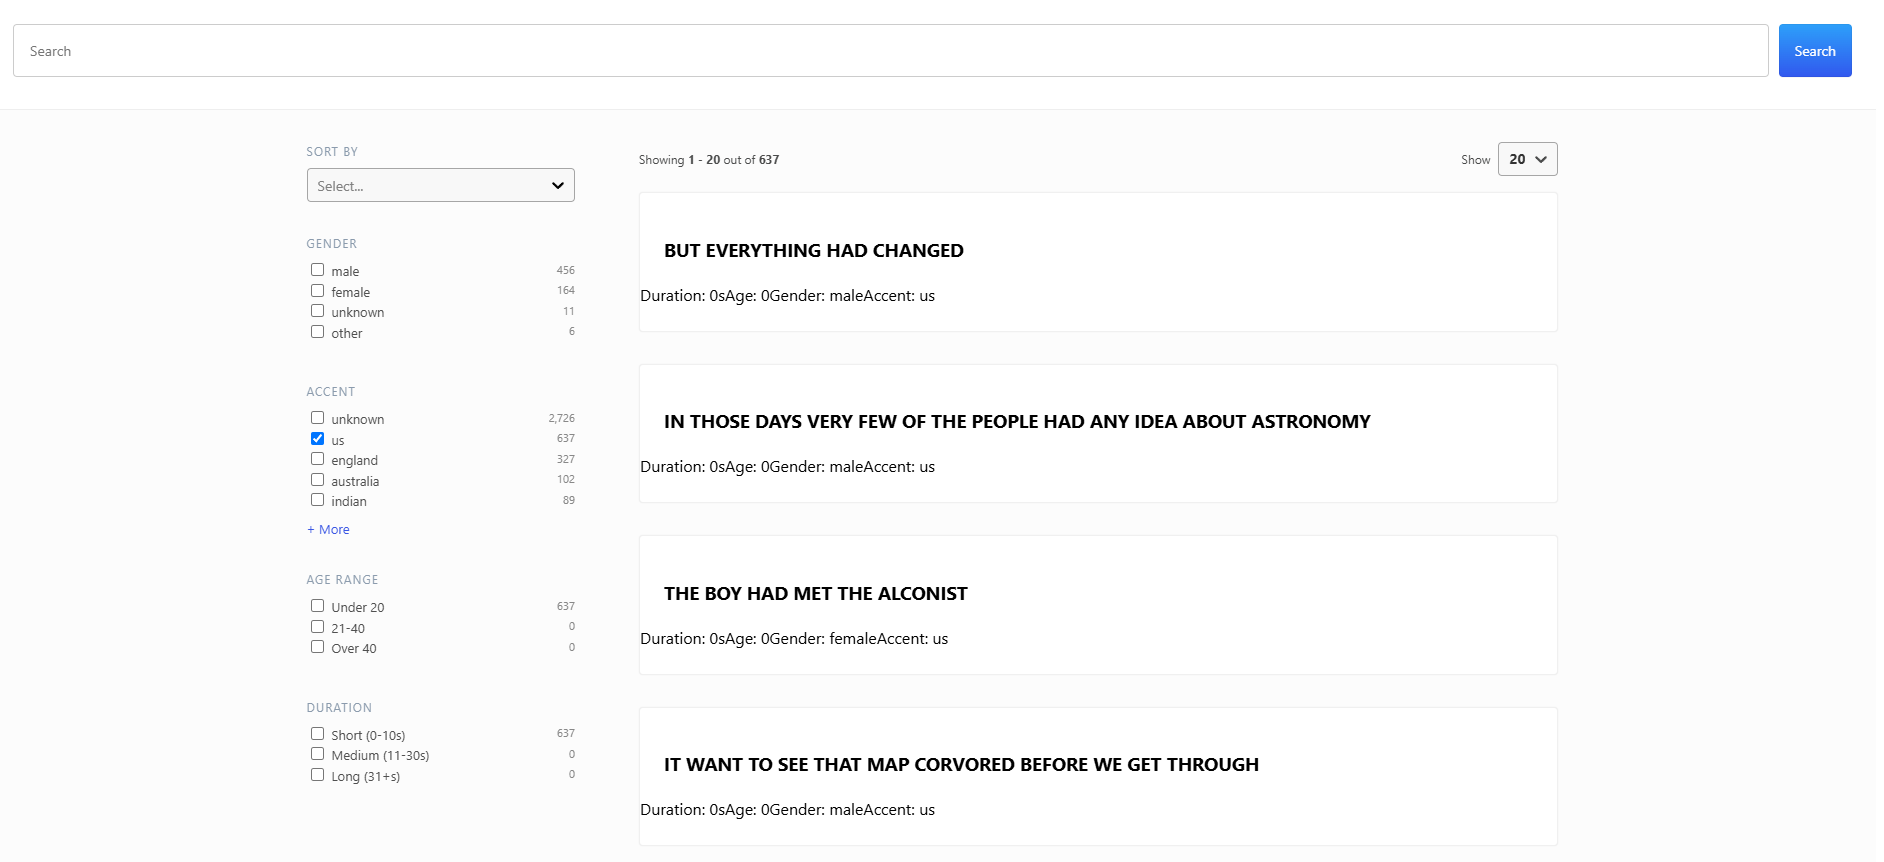 Search
Search
SORT BY
Select...
GENDER
male 456
female 164
unknown 11
other 6
ACCENT
unknown 2,726
us 637
england 327
australia 102
indian 89
+ More
AGE RANGE
Under 20 637
21-40 0
Over 40 0
DURATION
Short (0-10s) 637
Medium (11-30s) 0
Long (31+s) 0
Showing 1 - 20 out of 637
Show 20
BUT EVERYTHING HAD CHANGED
Duration: 0sAge: 0Gender: maleAccent: us
IN THOSE DAYS VERY FEW OF THE PEOPLE HAD ANY IDEA ABOUT ASTRONOMY
Duration: 0sAge: 0Gender: maleAccent: us
THE BOY HAD MET THE ALCONIST
Duration: 0sAge: 0Gender: femaleAccent: us
IT WANT TO SEE THAT MAP CORVORED BEFORE WE GET THROUGH
Duration: 0sAge: 0Gender: maleAccent: us